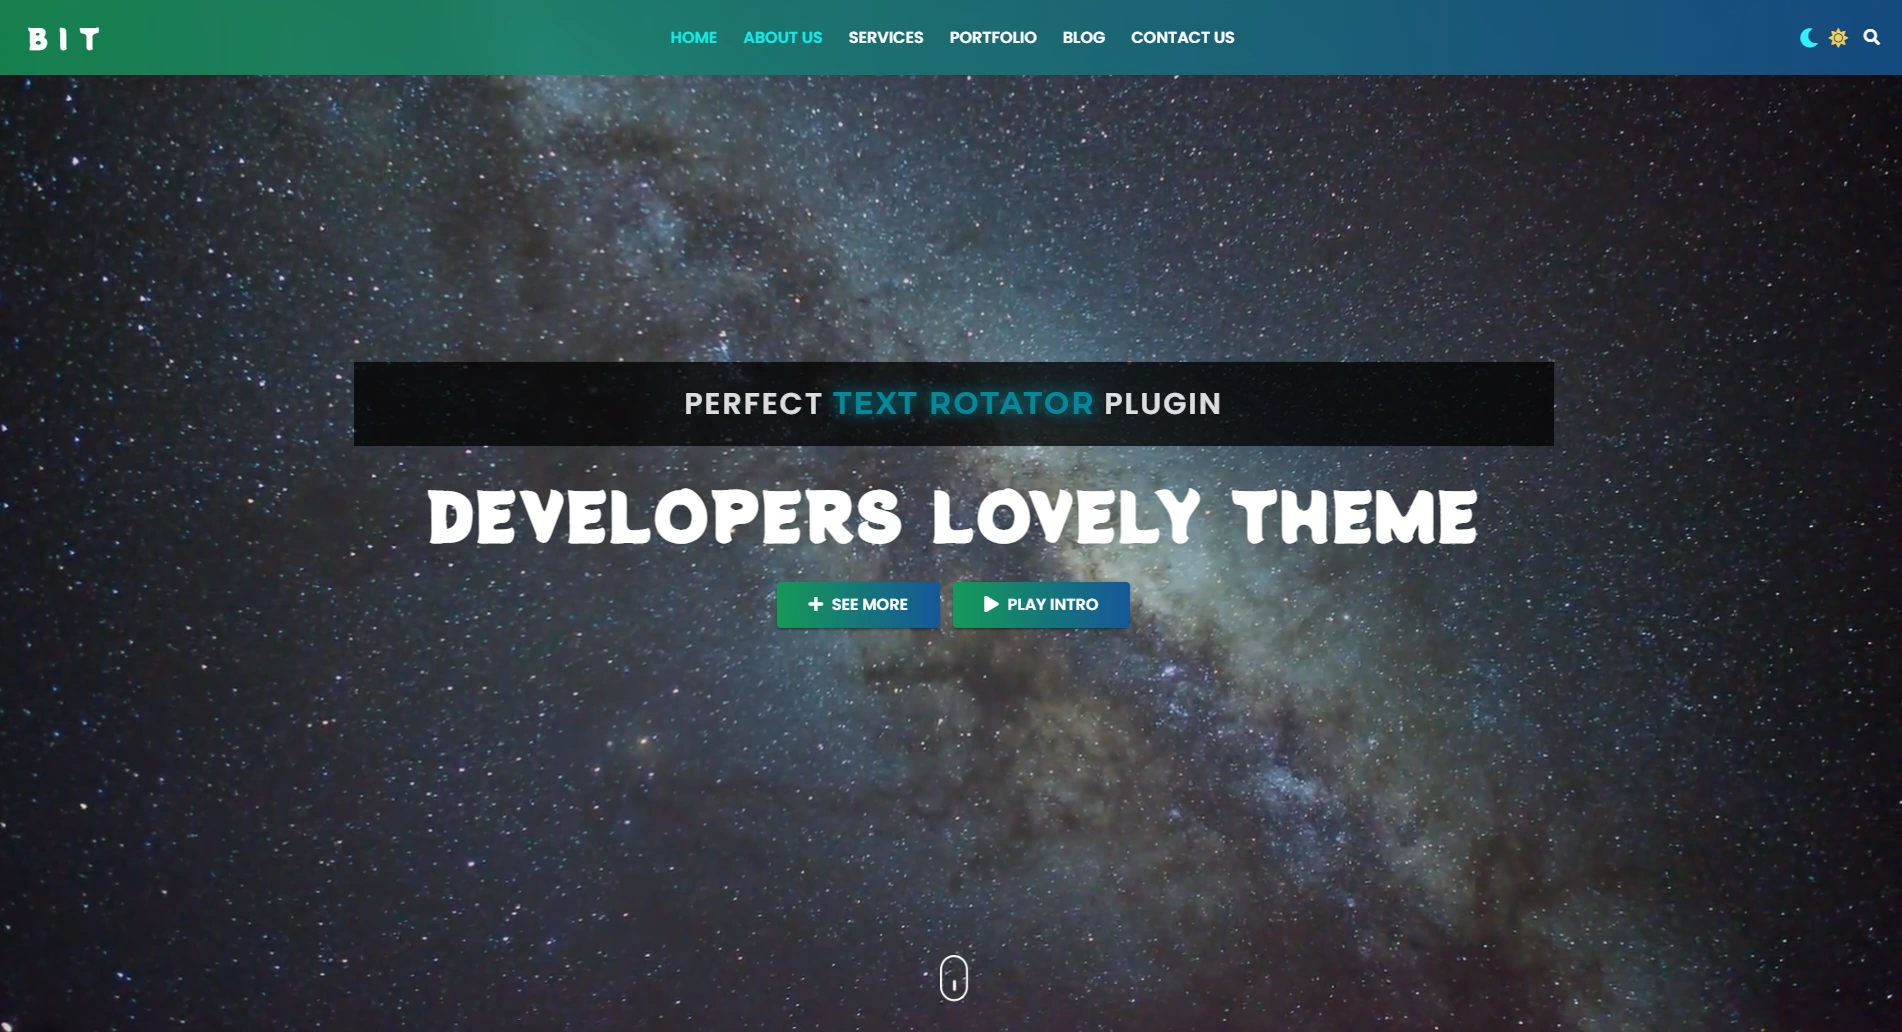 BIT
HOME ABOUT US SERVICES PORTFOLIO BLOG CONTACT US
PERFECT TEXT ROTATOR PLUGIN
DEVELOPERS LOVELY THEME
SEE MORE PLAY INTRO